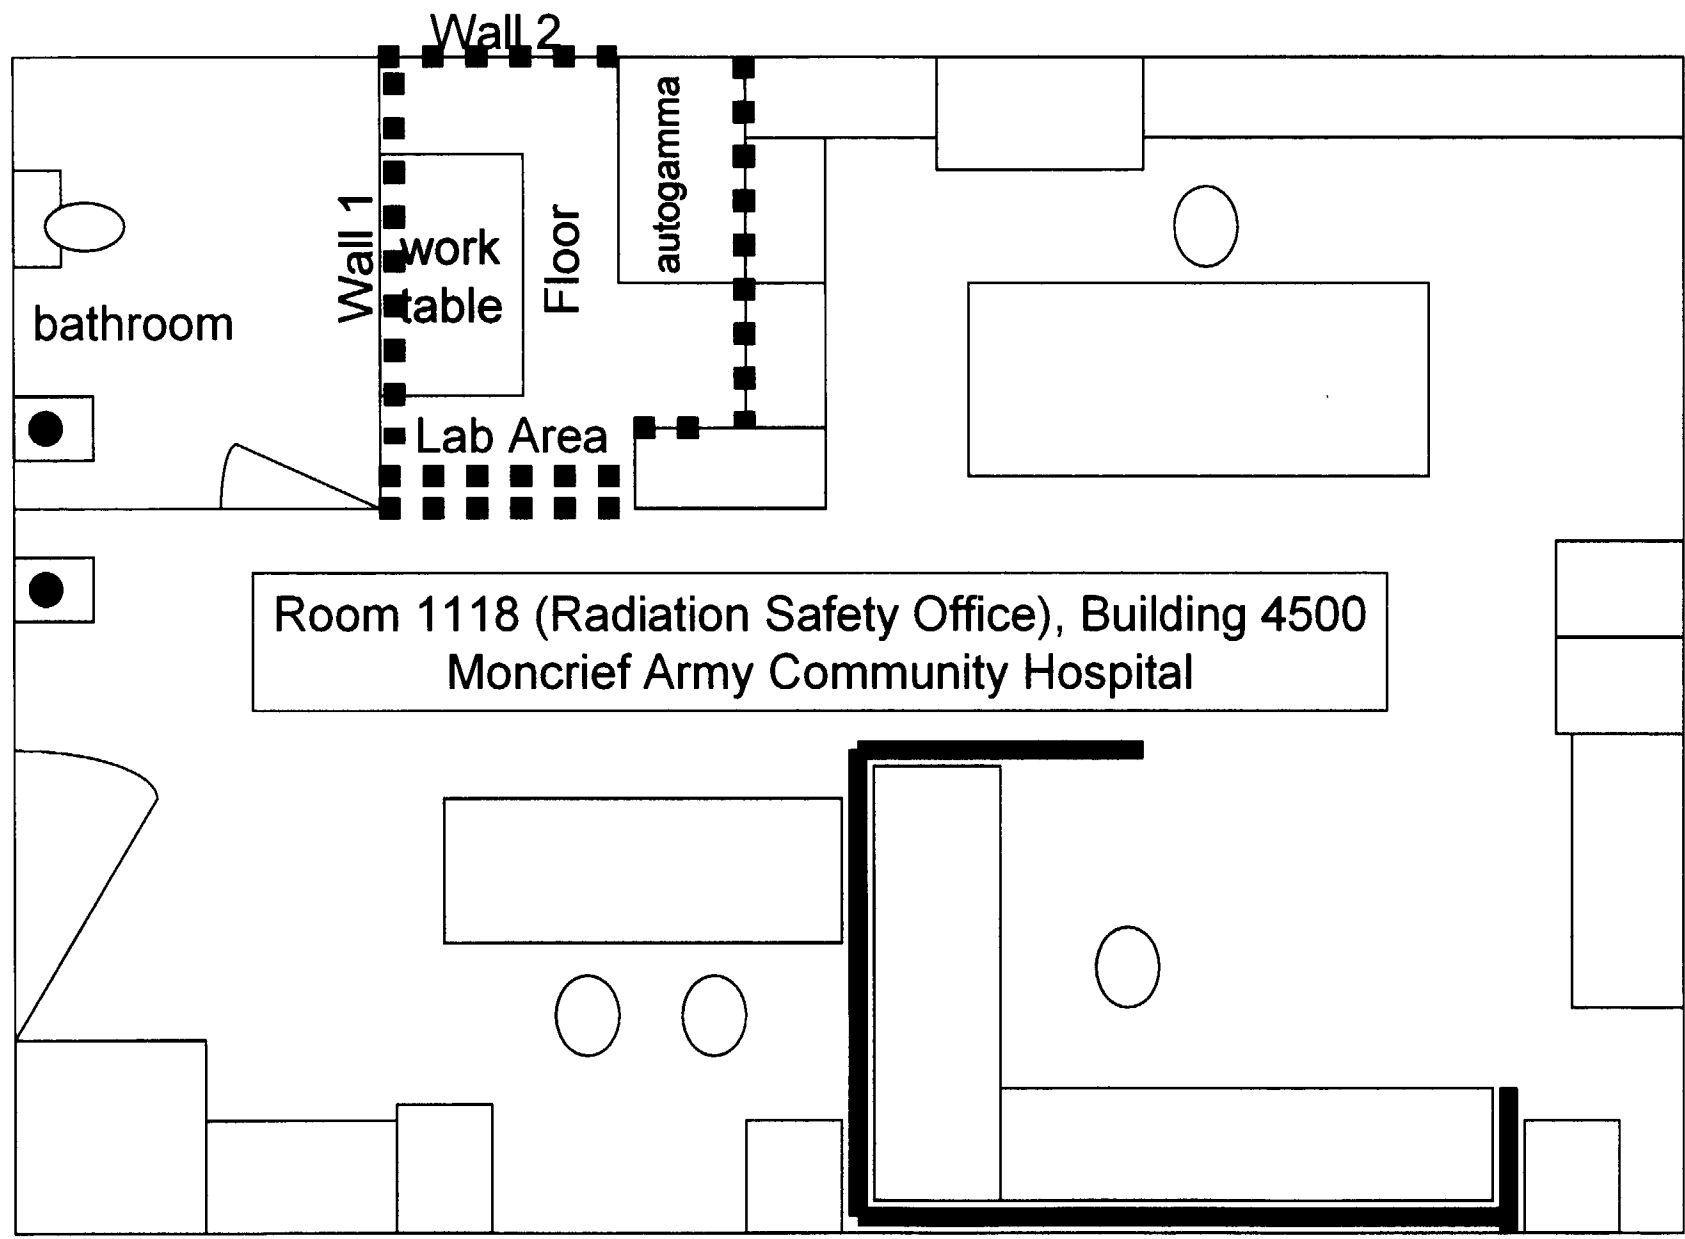 Wall 2
autogamma
Wall 1
work
table
Floor
bathroom
Lab Area
Room 1118 (Radiation Safety Office), Building 4500
Moncrief Army Community Hospital